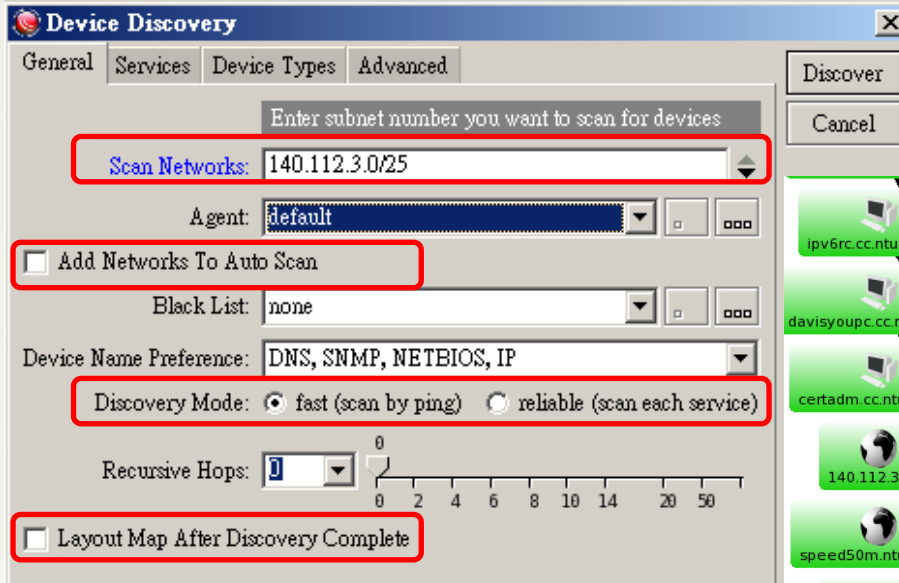 Device Discovery
General Services Device Types Advanced
Discover
Cancel
Enter subnet number you want to scan for devices
Scan Networks: 140.112.3.0/25
Agent: default
Add Networks To Auto Scan
Black List: none
Device Name Preference: DNS, SNMP, NETBIOS, IP
Discovery Mode: fast (scan by ping) reliable (scan each service)
0
Recursive Hops: 0
0 2 4 6 8 10 14 20 50
Layout Map After Discovery Complete
ipv6rc.cc.ntu
davisyoupc.cc.n
certadm.cc.nt
140.112.3
speed50m.nt